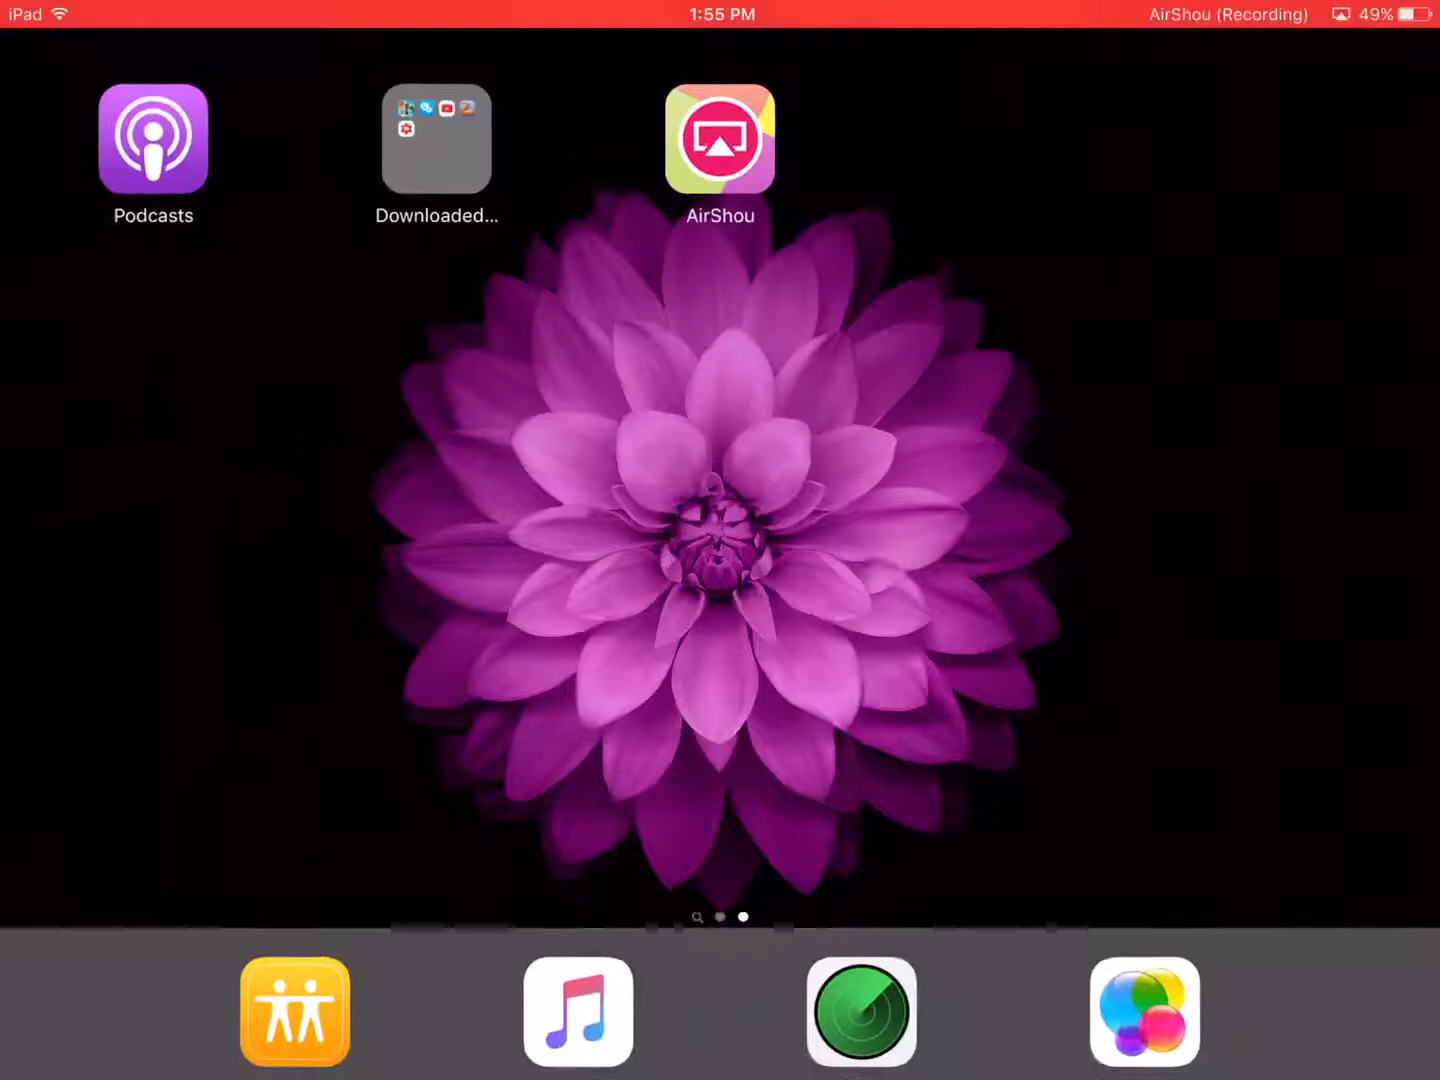 iPad
1:55 PM
AirShou (Recording)
49%
Podcasts
Downloaded...
AirShou